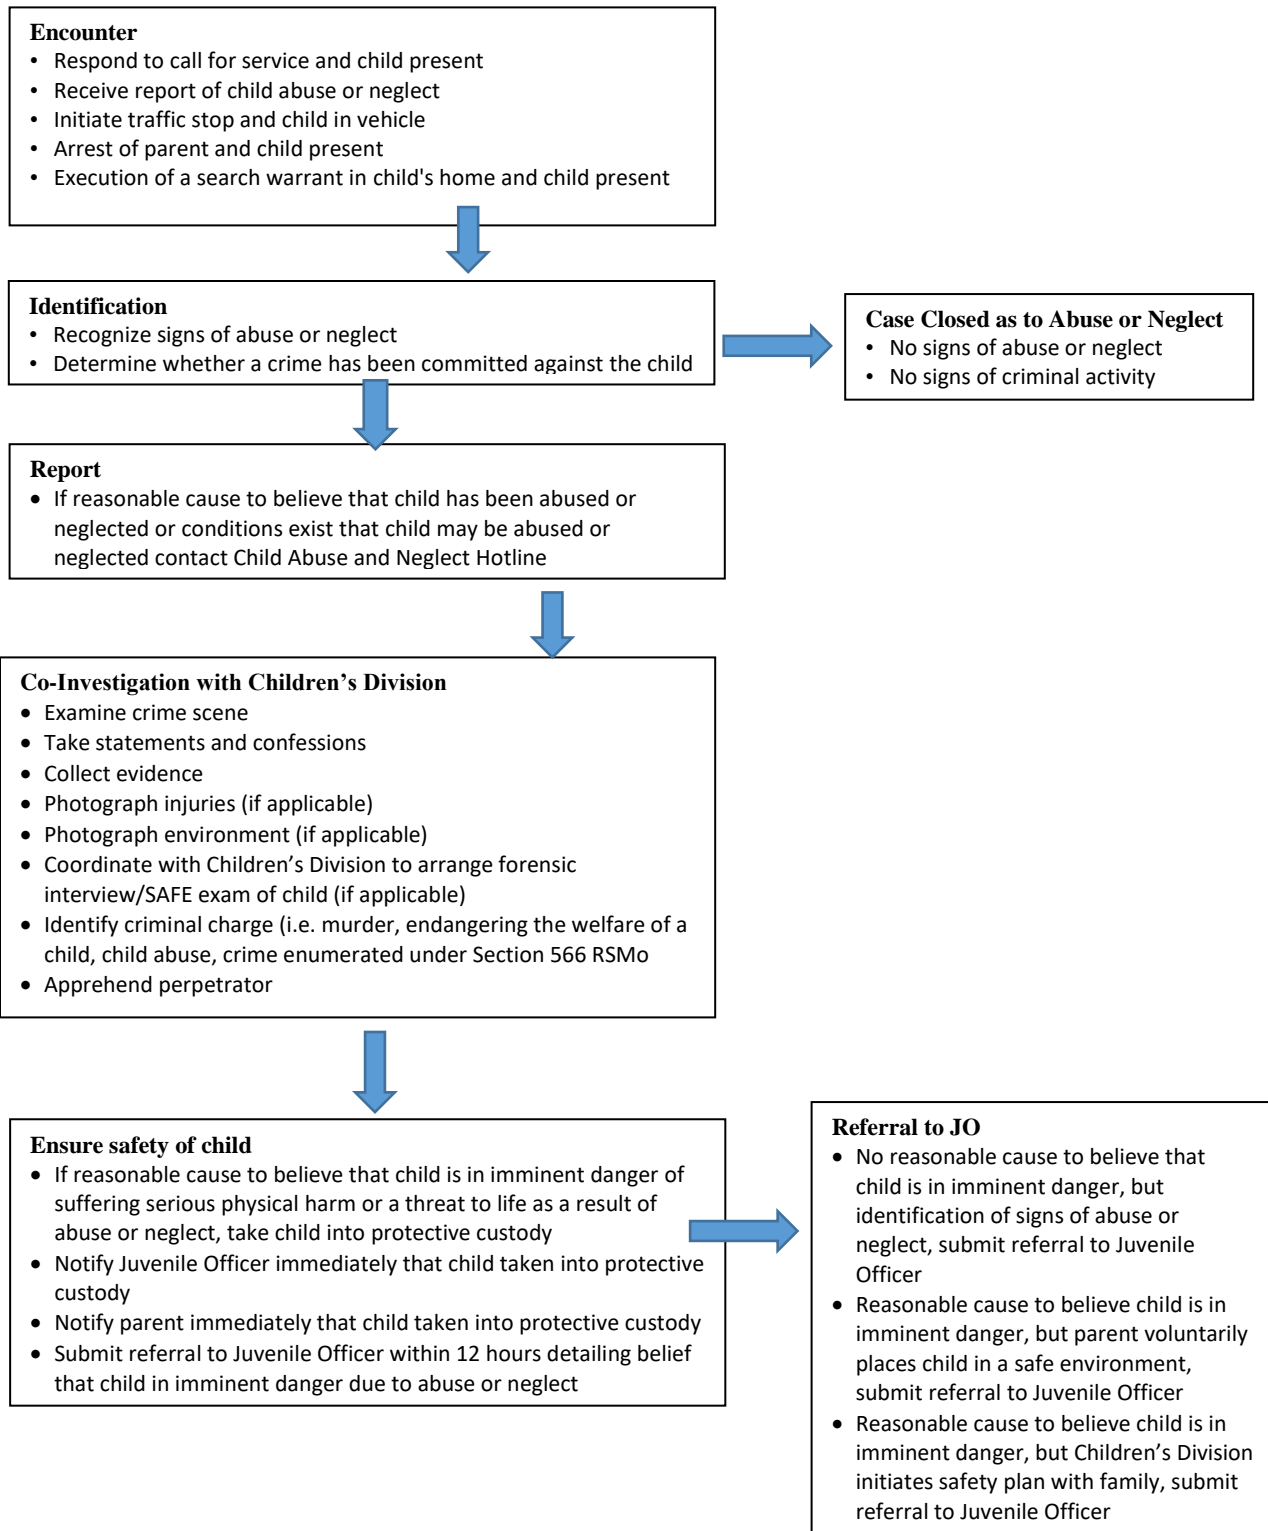 Encounter
• Respond to call for service and child present
• Receive report of child abuse or neglect
• Initiate traffic stop and child in vehicle
• Arrest of parent and child present
• Execution of a search warrant in child's home and child present
Identification
• Recognize signs of abuse or neglect
• Determine whether a crime has been committed against the child
Case Closed as to Abuse or Neglect
• No signs of abuse or neglect
• No signs of criminal activity
Report
• If reasonable cause to believe that child has been abused or
neglected or conditions exist that child may be abused or
neglected contact Child Abuse and Neglect Hotline
Co-Investigation with Children’s Division
• Examine crime scene
• Take statements and confessions
• Collect evidence
• Photograph injuries (if applicable)
• Photograph environment (if applicable)
• Coordinate with Children’s Division to arrange forensic
interview/SAFE exam of child (if applicable)
• Identify criminal charge (i.e. murder, endangering the welfare of a
child, child abuse, crime enumerated under Section 566 RSMo
• Apprehend perpetrator
Ensure safety of child
• If reasonable cause to believe that child is in imminent danger of
suffering serious physical harm or a threat to life as a result of
abuse or neglect, take child into protective custody
• Notify Juvenile Officer immediately that child taken into protective
custody
• Notify parent immediately that child taken into protective custody
• Submit referral to Juvenile Officer within 12 hours detailing belief
that child in imminent danger due to abuse or neglect
Referral to JO
• No reasonable cause to believe that
child is in imminent danger, but
identification of signs of abuse or
neglect, submit referral to Juvenile
Officer
• Reasonable cause to believe child is in
imminent danger, but parent voluntarily
places child in a safe environment,
submit referral to Juvenile Officer
• Reasonable cause to believe child is in
imminent danger, but Children’s Division
initiates safety plan with family, submit
referral to Juvenile Officer